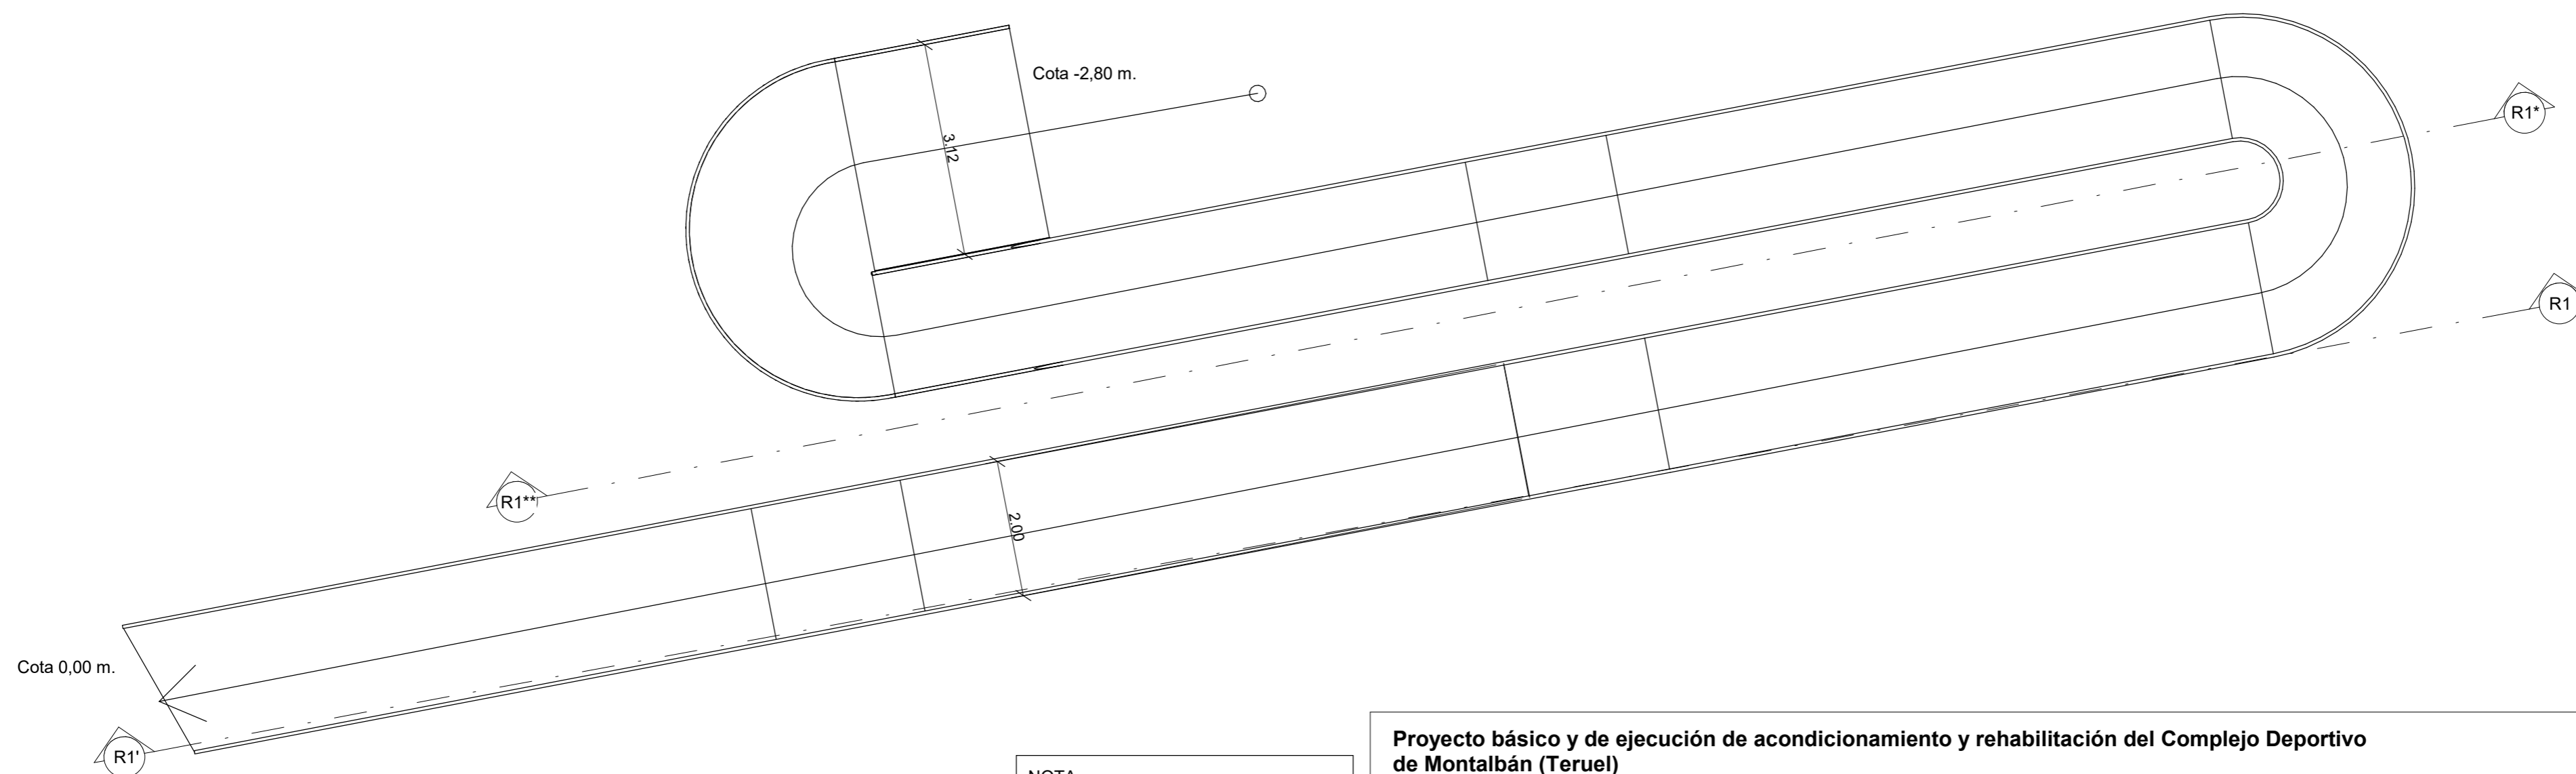 Cota -2,80 m.
R1*
3,12
R1
R1**
2,00
Cota 0,00 m.
R1'
NOTA
Proyecto básico y de ejecución de acondicionamiento y rehabilitación del Complejo Deportivo
de Montalbán (Teruel)